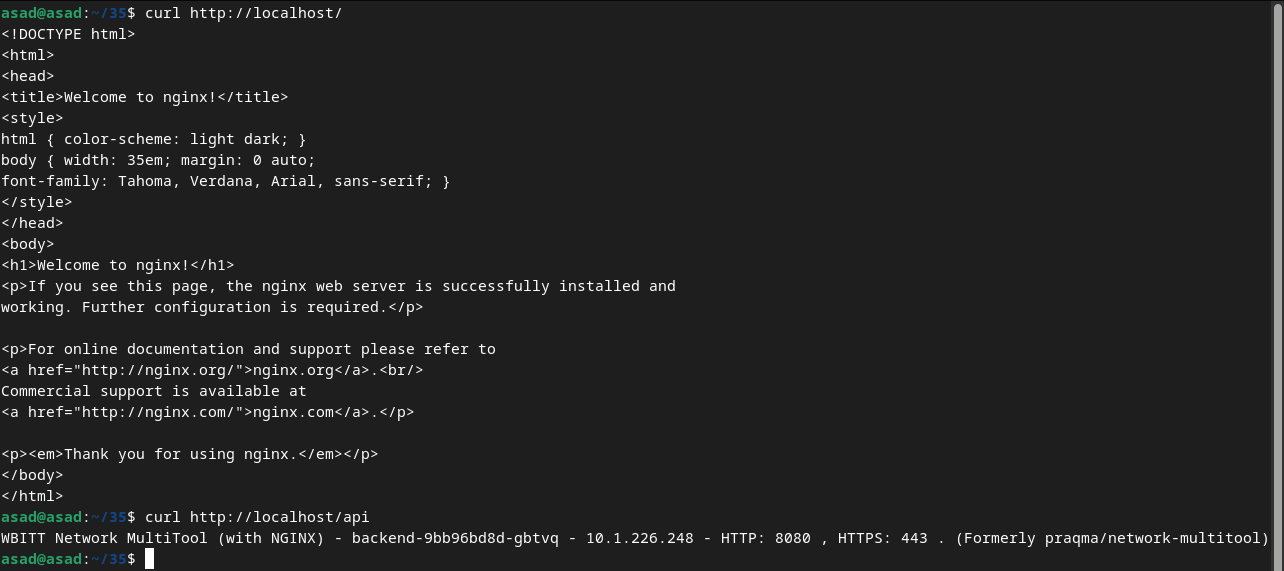 asad@asad:~/35$ curl http://localhost/
<!DOCTYPE html>
<html>
<head>
<title>Welcome to nginx!</title>
<style>
html { color-scheme: light dark; }
body { width: 35em; margin: 0 auto;
font-family: Tahoma, Verdana, Arial, sans-serif; }
</style>
</head>
<body>
<h1>Welcome to nginx!</h1>
<p>If you see this page, the nginx web server is successfully installed and
working. Further configuration is required.</p>

<p>For online documentation and support please refer to
<a href="http://nginx.org/">nginx.org</a>.<br/>
Commercial support is available at
<a href="http://nginx.com/">nginx.com</a>.</p>

<p><em>Thank you for using nginx.</em></p>
</body>
</html>
asad@asad:~/35$ curl http://localhost/api
WBITT Network MultiTool (with NGINX) - backend-9bb96bd8d-gbtvq - 10.1.226.248 - HTTP: 8080 , HTTPS: 443 . (Formerly praqma/network-multitool)
asad@asad:~/35$